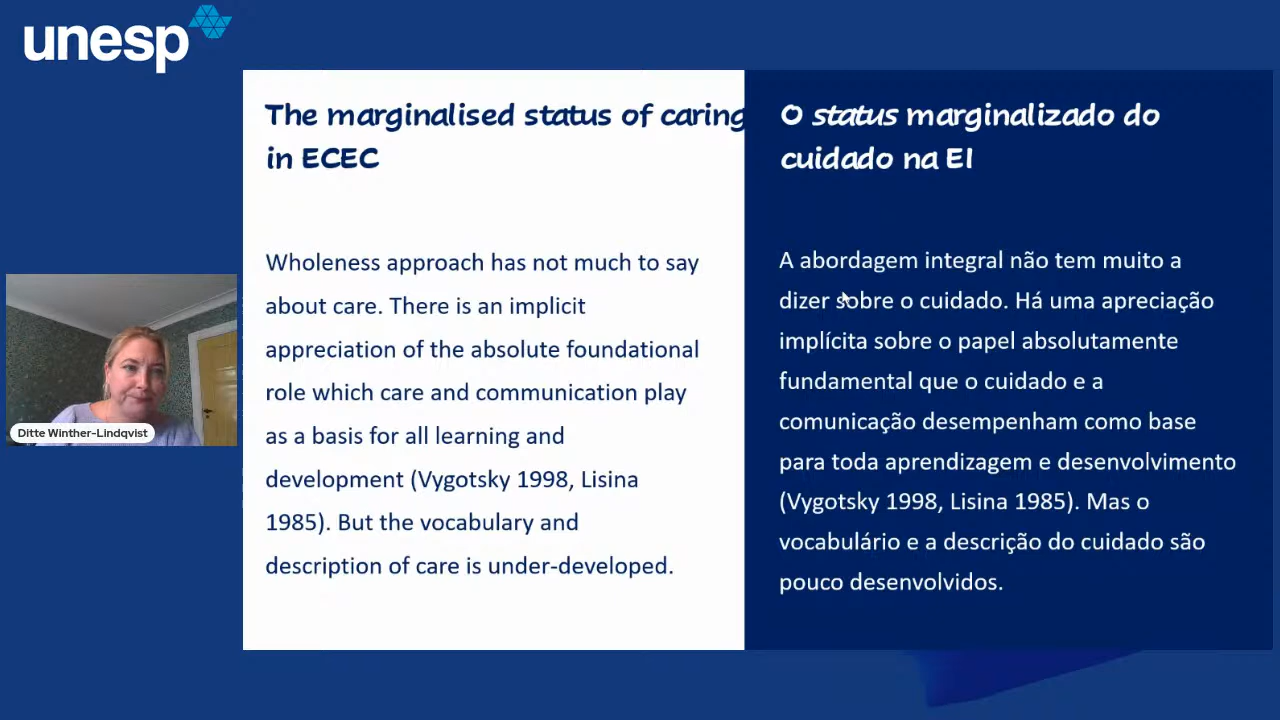 unesp
The marginalised status of caring
in ECEC
Wholeness approach has not much to say
about care. There is an implicit
appreciation of the absolute foundational
role which care and communication play
as a basis for all learning and
development (Vygotsky 1998, Lisina
1985). But the vocabulary and
description of care is under-developed.
O status marginalizado do
cuidado na EI
A abordagem integral não tem muito a
dizer sobre o cuidado. Há uma apreciação
implícita sobre o papel absolutamente
fundamental que o cuidado e a
comunicação desempenham como base
para toda aprendizagem e desenvolvimento
(Vygotsky 1998, Lisina 1985). Mas o
vocabulário e a descrição do cuidado são
pouco desenvolvidos.
Ditte Winther-Lindqvist